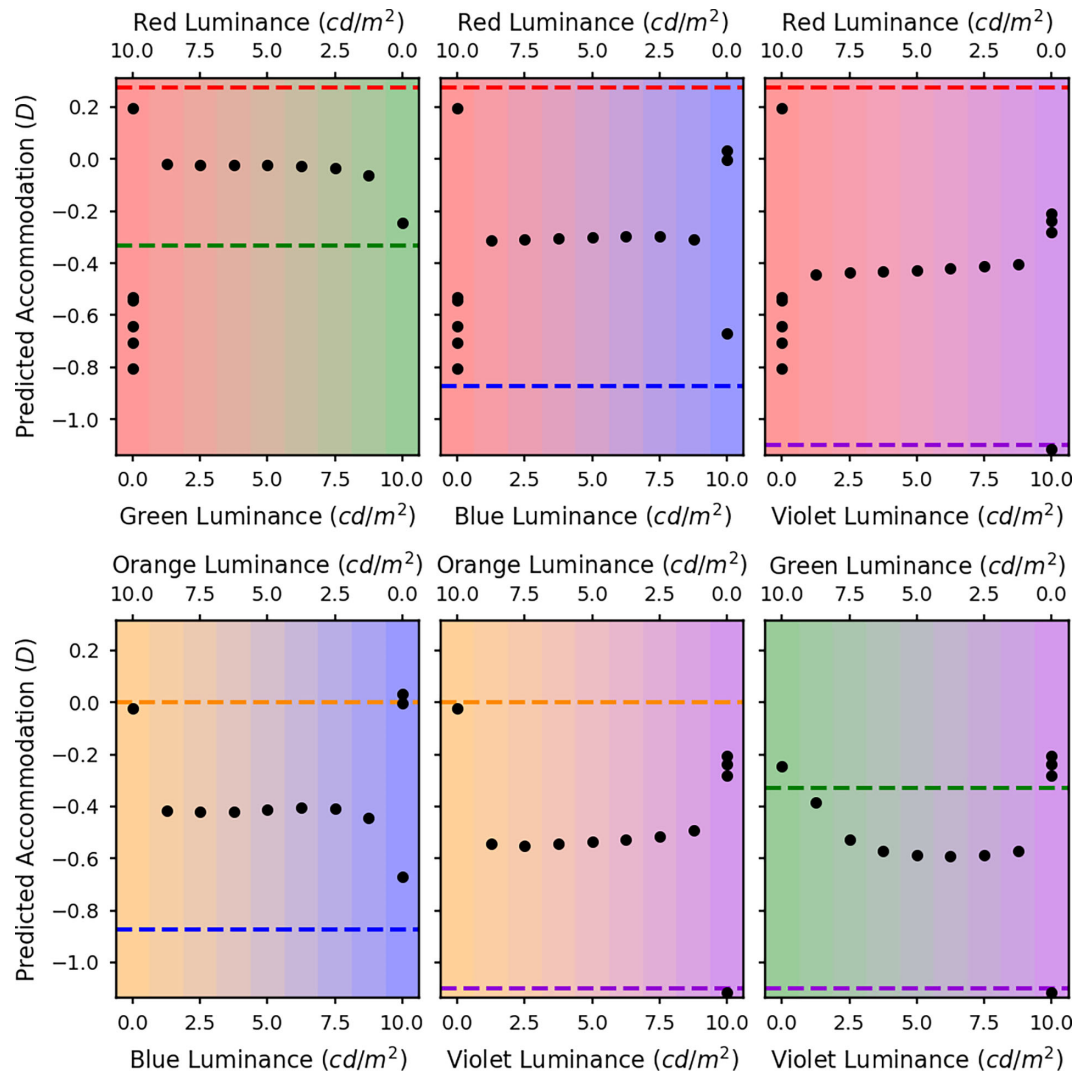 Red Luminance (cd/m²)
Red Luminance (cd/m²)
Red Luminance (cd/m²)
10.0 7.5 5.0 2.5 0.0
10.0 7.5 5.0 2.5 0.0
10.0 7.5 5.0 2.5 0.0
Predicted Accommodation (D)
0.2
0.0
−0.2
−0.4
−0.6
−0.8
−1.0
0.0 2.5 5.0 7.5 10.0
0.0 2.5 5.0 7.5 10.0
0.0 2.5 5.0 7.5 10.0
Green Luminance (cd/m²)
Blue Luminance (cd/m²)
Violet Luminance (cd/m²)
Orange Luminance (cd/m²)
Orange Luminance (cd/m²)
Green Luminance (cd/m²)
10.0 7.5 5.0 2.5 0.0
10.0 7.5 5.0 2.5 0.0
10.0 7.5 5.0 2.5 0.0
Predicted Accommodation (D)
0.2
0.0
−0.2
−0.4
−0.6
−0.8
−1.0
0.0 2.5 5.0 7.5 10.0
0.0 2.5 5.0 7.5 10.0
0.0 2.5 5.0 7.5 10.0
Blue Luminance (cd/m²)
Violet Luminance (cd/m²)
Violet Luminance (cd/m²)